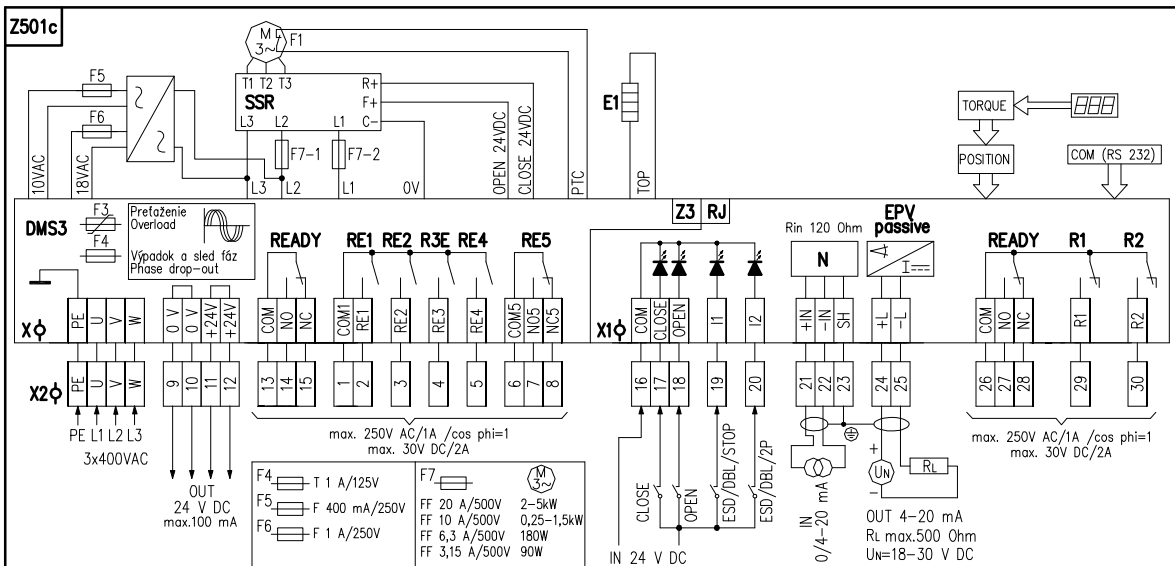 Z501c
M
3~
F1
T1 T2 T3
SSR
R+
F+
C-
L3 L2 L1
F5
F6
F7-1
F7-2
E1
TORQUE
POSITION
COM (RS 232)
10VAC
18VAC
L3 L2 L1
0V
OPEN 24VDC
CLOSE 24VDC
PTC
TOP
DMS3
F3
F4
Preťaženie
Overload
Výpadok a sled fáz
Phase drop-out
READY
RE1 RE2 R3E RE4
RE5
Z3 RJ
Rin 120 Ohm
N
EPV
passive
I
READY
R1
R2
X
PE U V W
0 V 0 V +24V +24V
COM NO NC
COM1 RE1 RE2 RE3 RE4
COM5 NO5 NC5
X1
COM CLOSE OPEN I1 I2
+IN -IN SH
+L -L
COM NO NC R1 R2
X2
PE U V W
9 10 11 12
13 14 15
1 2 3 4 5
6 7 8
16 17 18 19 20
21 22 23
24 25
26 27 28 29 30
PE L1 L2 L3
3x400VAC
OUT
24 V DC
max.100 mA
max. 250V AC/1A /cos phi=1
max. 30V DC/2A
F4 T 1 A/125V
F5 F 400 mA/250V
F6 F 1 A/250V
F7
M
3~
FF 20 A/500V 2-5kW
FF 10 A/500V 0,25-1,5kW
FF 6,3 A/500V 180W
FF 3,15 A/500V 90W
CLOSE
OPEN
ESD/DBL/STOP
ESD/DBL/2P
IN 24 V DC
IN
0/4-20 mA
+
UN
-
RL
OUT 4-20 mA
RL max.500 Ohm
UN=18-30 V DC
max. 250V AC/1A /cos phi=1
max. 30V DC/2A